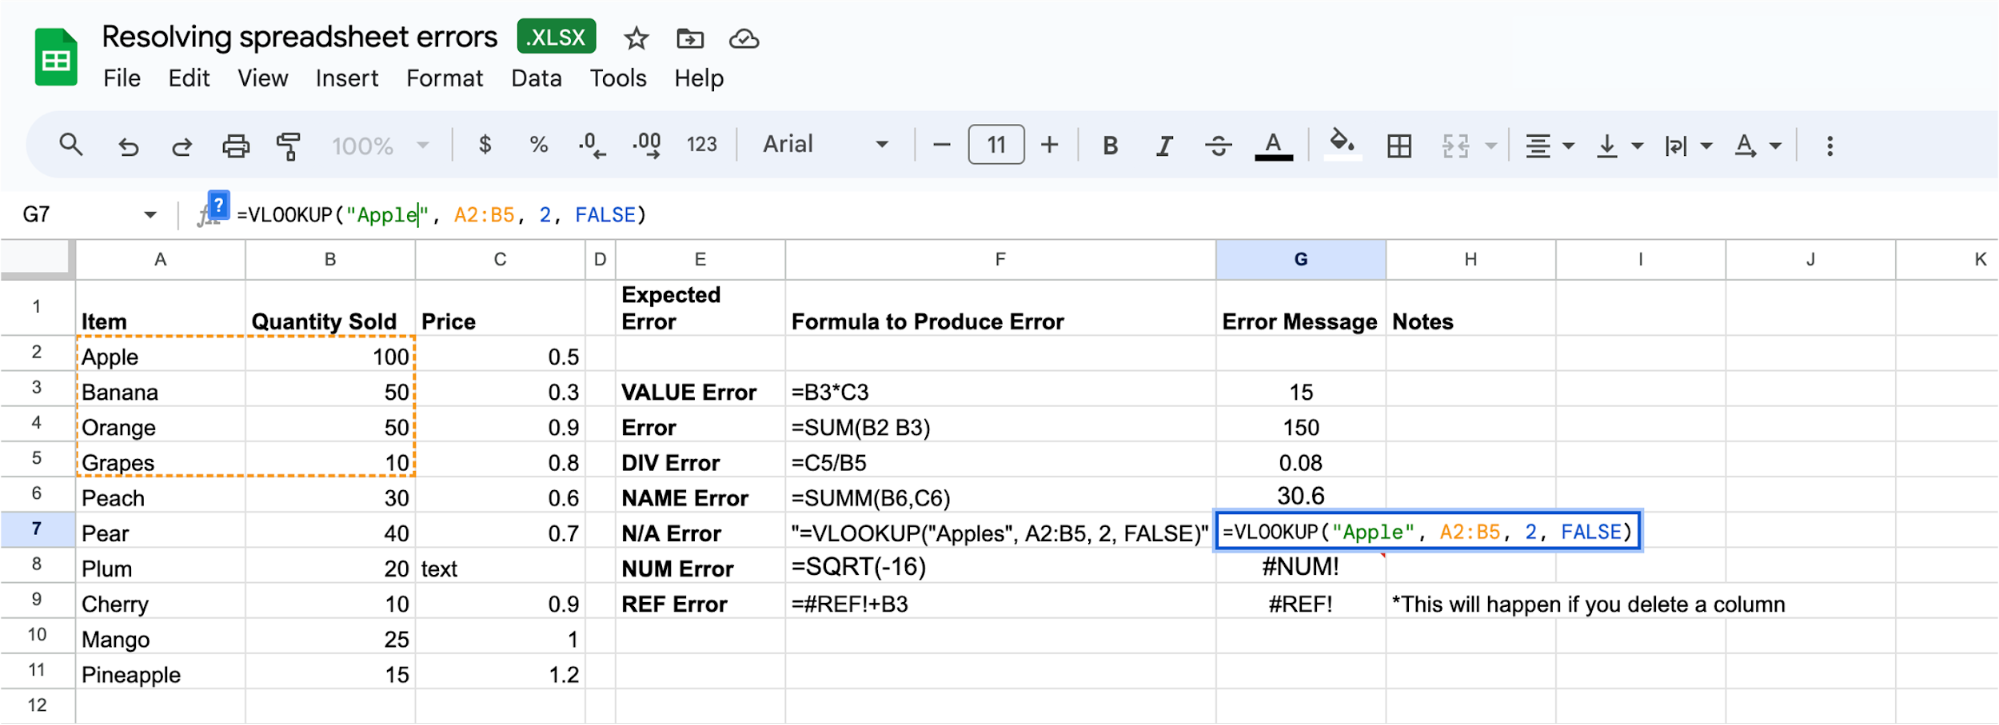 Resolving spreadsheet errors .XLSX
File Edit View Insert Format Data Tools Help
100% $ % .0 .00 123 Arial 11 B I A A
G7 ? =VLOOKUP("Apple", A2:B5, 2, FALSE)
A B C D E F G H I J K
1 Item Quantity Sold Price Expected Error Formula to Produce Error Error Message Notes
2 Apple 100 0.5
3 Banana 50 0.3 VALUE Error =B3*C3 15
4 Orange 50 0.9 Error =SUM(B2 B3) 150
5 Grapes 10 0.8 DIV Error =C5/B5 0.08
6 Peach 30 0.6 NAME Error =SUMM(B6,C6) 30.6
7 Pear 40 0.7 N/A Error "=VLOOKUP("Apples", A2:B5, 2, FALSE)" =VLOOKUP("Apple", A2:B5, 2, FALSE)
8 Plum 20 text NUM Error =SQRT(-16) #NUM!
9 Cherry 10 0.9 REF Error =#REF!+B3 #REF! *This will happen if you delete a column
10 Mango 25 1
11 Pineapple 15 1.2
12